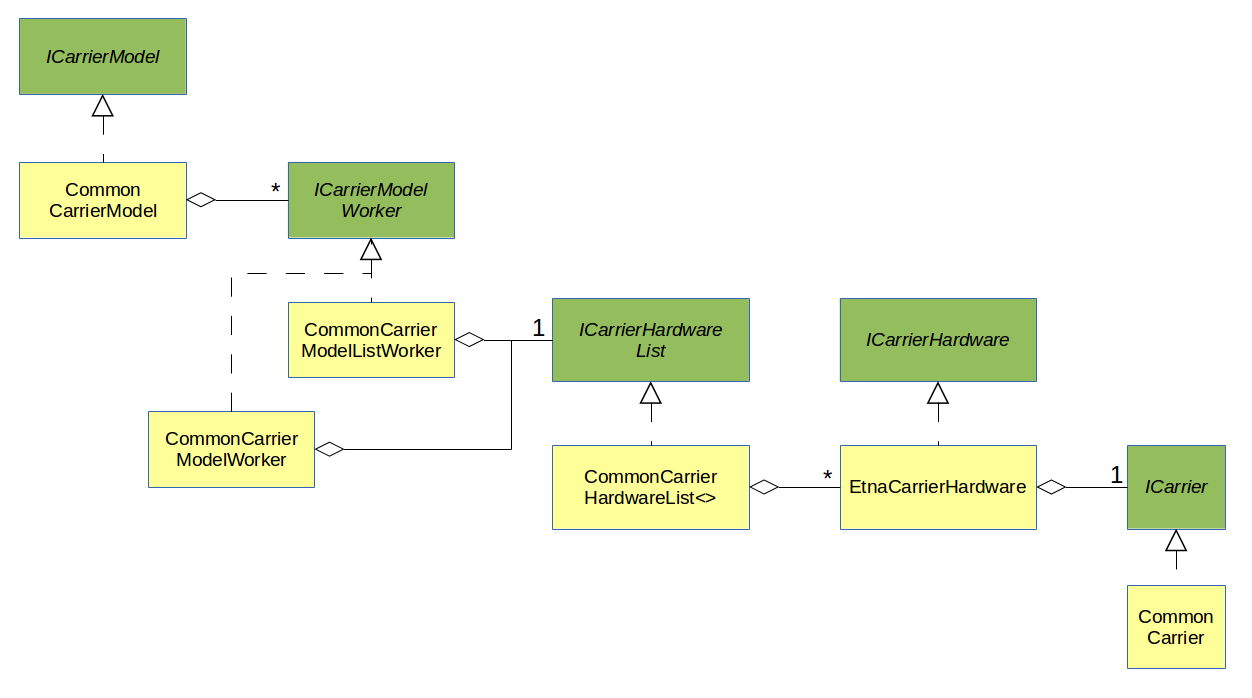 ICarrierModel
Common
CarrierModel
*
ICarrierModel
Worker
CommonCarrier
ModelListWorker
1
ICarrierHardware
List
ICarrierHardware
CommonCarrier
ModelWorker
CommonCarrier
HardwareList<>
*
EtnaCarrierHardware
1
ICarrier
Common
Carrier